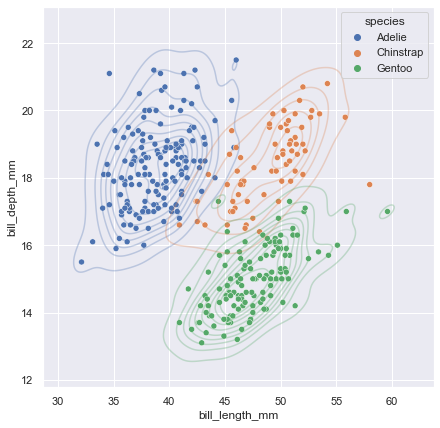 species
Adelie
Chinstrap
Gentoo
22
20
18
16
14
12
bill_depth_mm
30 35 40 45 50 55 60
bill_length_mm